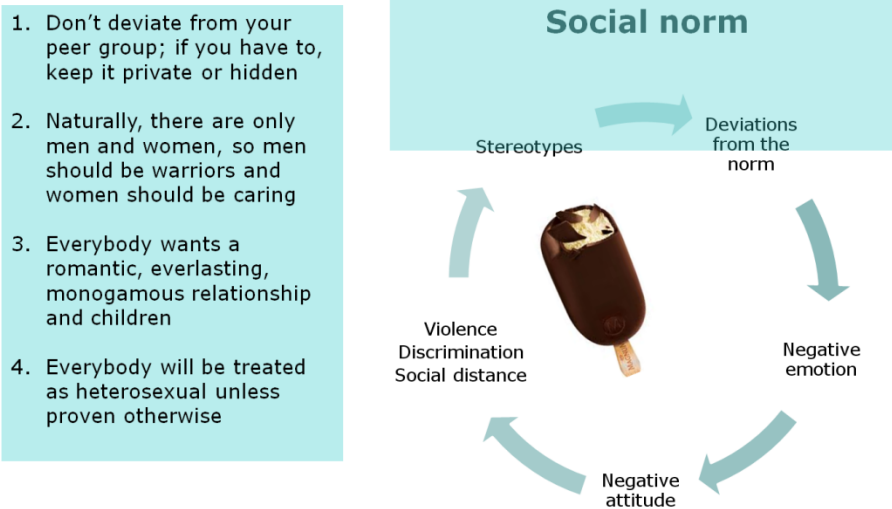 1. Don't deviate from your
peer group; if you have to,
keep it private or hidden
2. Naturally, there are only
men and women, so men
should be warriors and
women should be caring
3. Everybody wants a
romantic, everlasting,
monogamous relationship
and children
4. Everybody will be treated
as heterosexual unless
proven otherwise
Social norm
Stereotypes
Deviations
from the
norm
Negative
emotion
Negative
attitude
Violence
Discrimination
Social distance